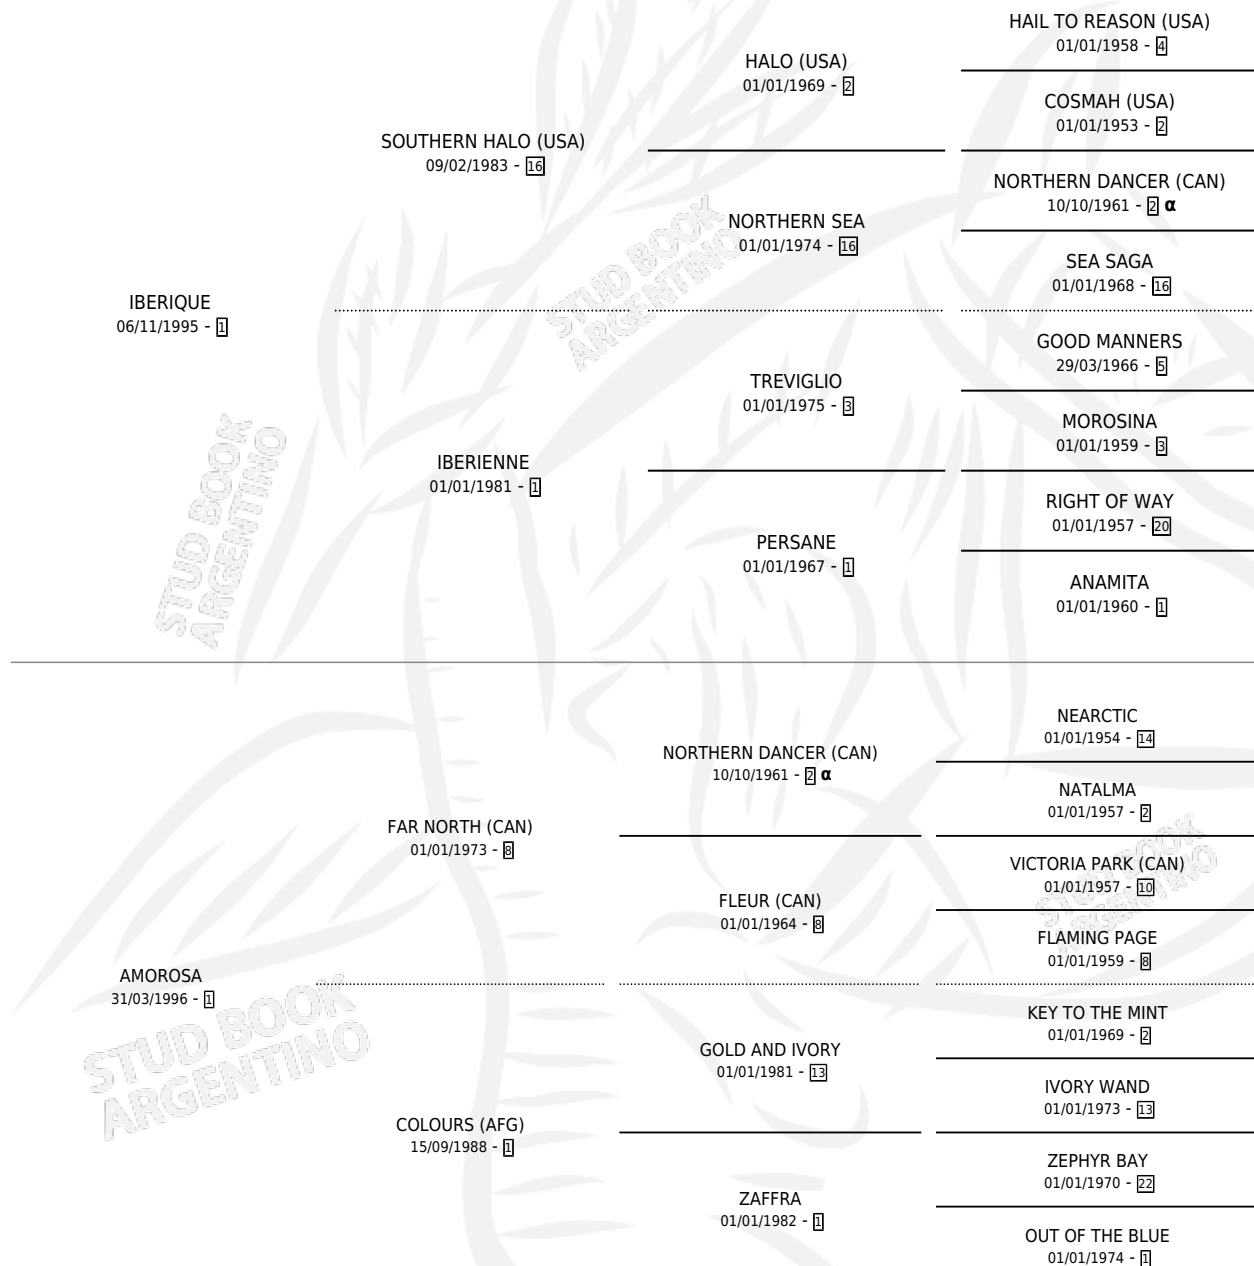 HAIL TO REASON (USA)
01/01/1958 - 4
HALO (USA)
01/01/1969 - 2
COSMAH (USA)
01/01/1953 - 2
SOUTHERN HALO (USA)
09/02/1983 - 16
NORTHERN DANCER (CAN)
10/10/1961 - 2 α
NORTHERN SEA
01/01/1974 - 16
SEA SAGA
01/01/1968 - 16
IBERIQUE
06/11/1995 - 1
GOOD MANNERS
29/03/1966 - 5
TREVIGLIO
01/01/1975 - 3
MOROSINA
01/01/1959 - 3
IBERIENNE
01/01/1981 - 1
RIGHT OF WAY
01/01/1957 - 20
PERSANE
01/01/1967 - 1
ANAMITA
01/01/1960 - 1
NEARCTIC
01/01/1954 - 14
NORTHERN DANCER (CAN)
10/10/1961 - 2 α
NATALMA
01/01/1957 - 2
FAR NORTH (CAN)
01/01/1973 - 8
VICTORIA PARK (CAN)
01/01/1957 - 10
FLEUR (CAN)
01/01/1964 - 8
FLAMING PAGE
01/01/1959 - 8
AMOROSA
31/03/1996 - 1
KEY TO THE MINT
01/01/1969 - 2
GOLD AND IVORY
01/01/1981 - 13
IVORY WAND
01/01/1973 - 13
COLOURS (AFG)
15/09/1988 - 1
ZEPHYR BAY
01/01/1970 - 22
ZAFFRA
01/01/1982 - 1
OUT OF THE BLUE
01/01/1974 - 1
STUD BOOK
ARGENTINO
STUD BOOK
ARGENTINO
STUD BOOK
ARGENTINO
STUD BOOK
ARGENTINO